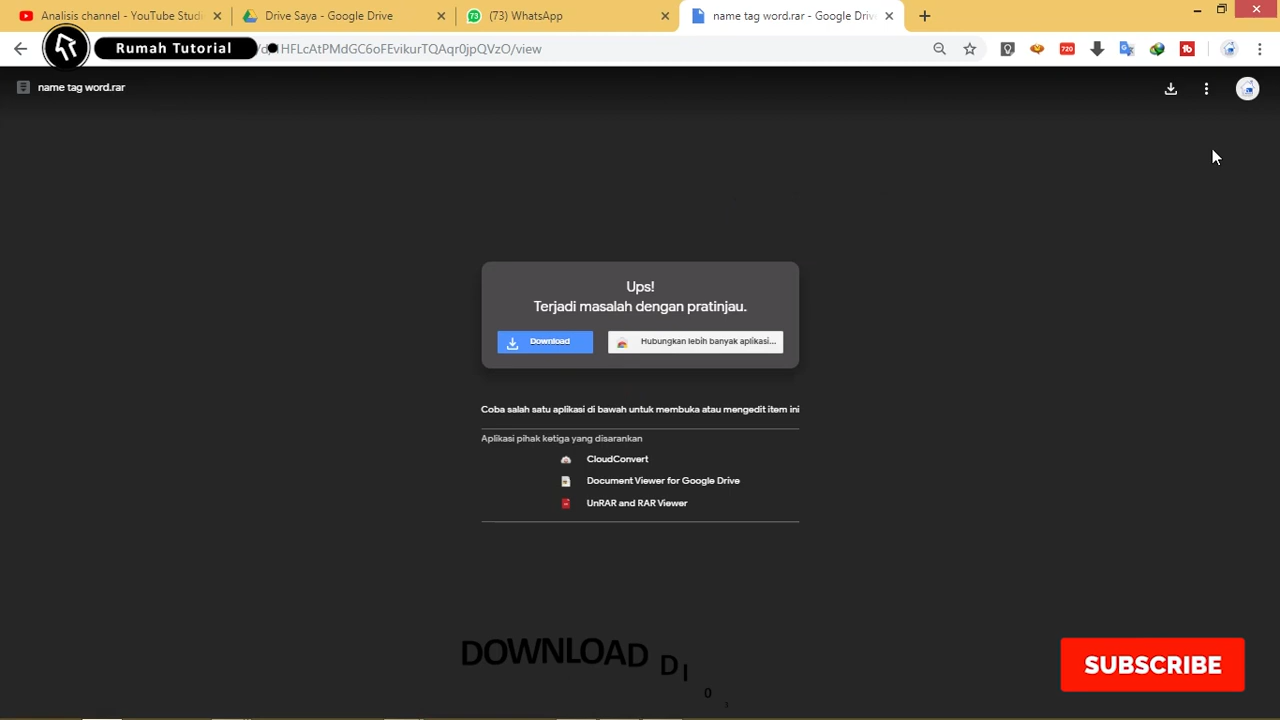 Analisis channel - YouTube Studi
Drive Saya - Google Drive
(73) WhatsApp
name tag word.rar - Google Driv
Rumah Tutorial
HFLcAtPMdGC6oFEvikurTQAqr0jpQVzO/view
720
name tag word.rar
Ups!
Terjadi masalah dengan pratinjau.
Download
Hubungkan lebih banyak aplikasi...
Coba salah satu aplikasi di bawah untuk membuka atau mengedit item ini
Aplikasi pihak ketiga yang disarankan
CloudConvert
Document Viewer for Google Drive
UnRAR and RAR Viewer
DOWNLOAD DI
SUBSCRIBE